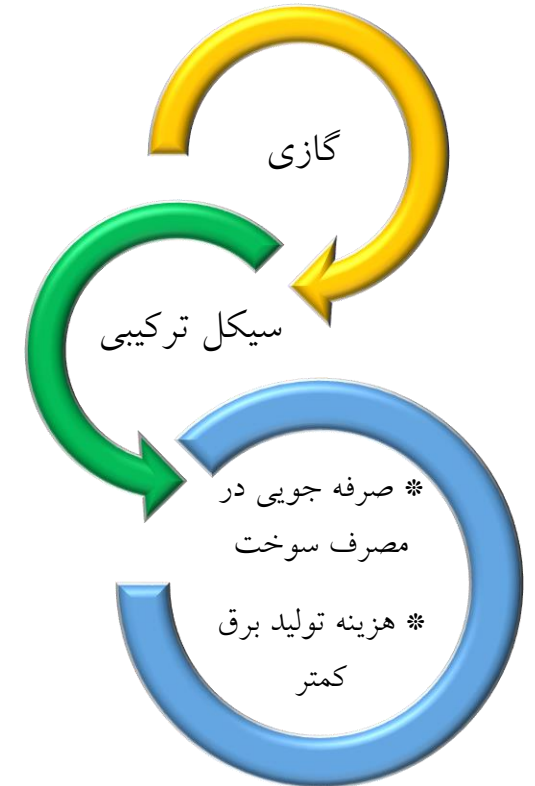 گازی
سیکل ترکیبی
❊ صرفه جویی در
مصرف سوخت
❊ هزینه تولید برق
کمتر